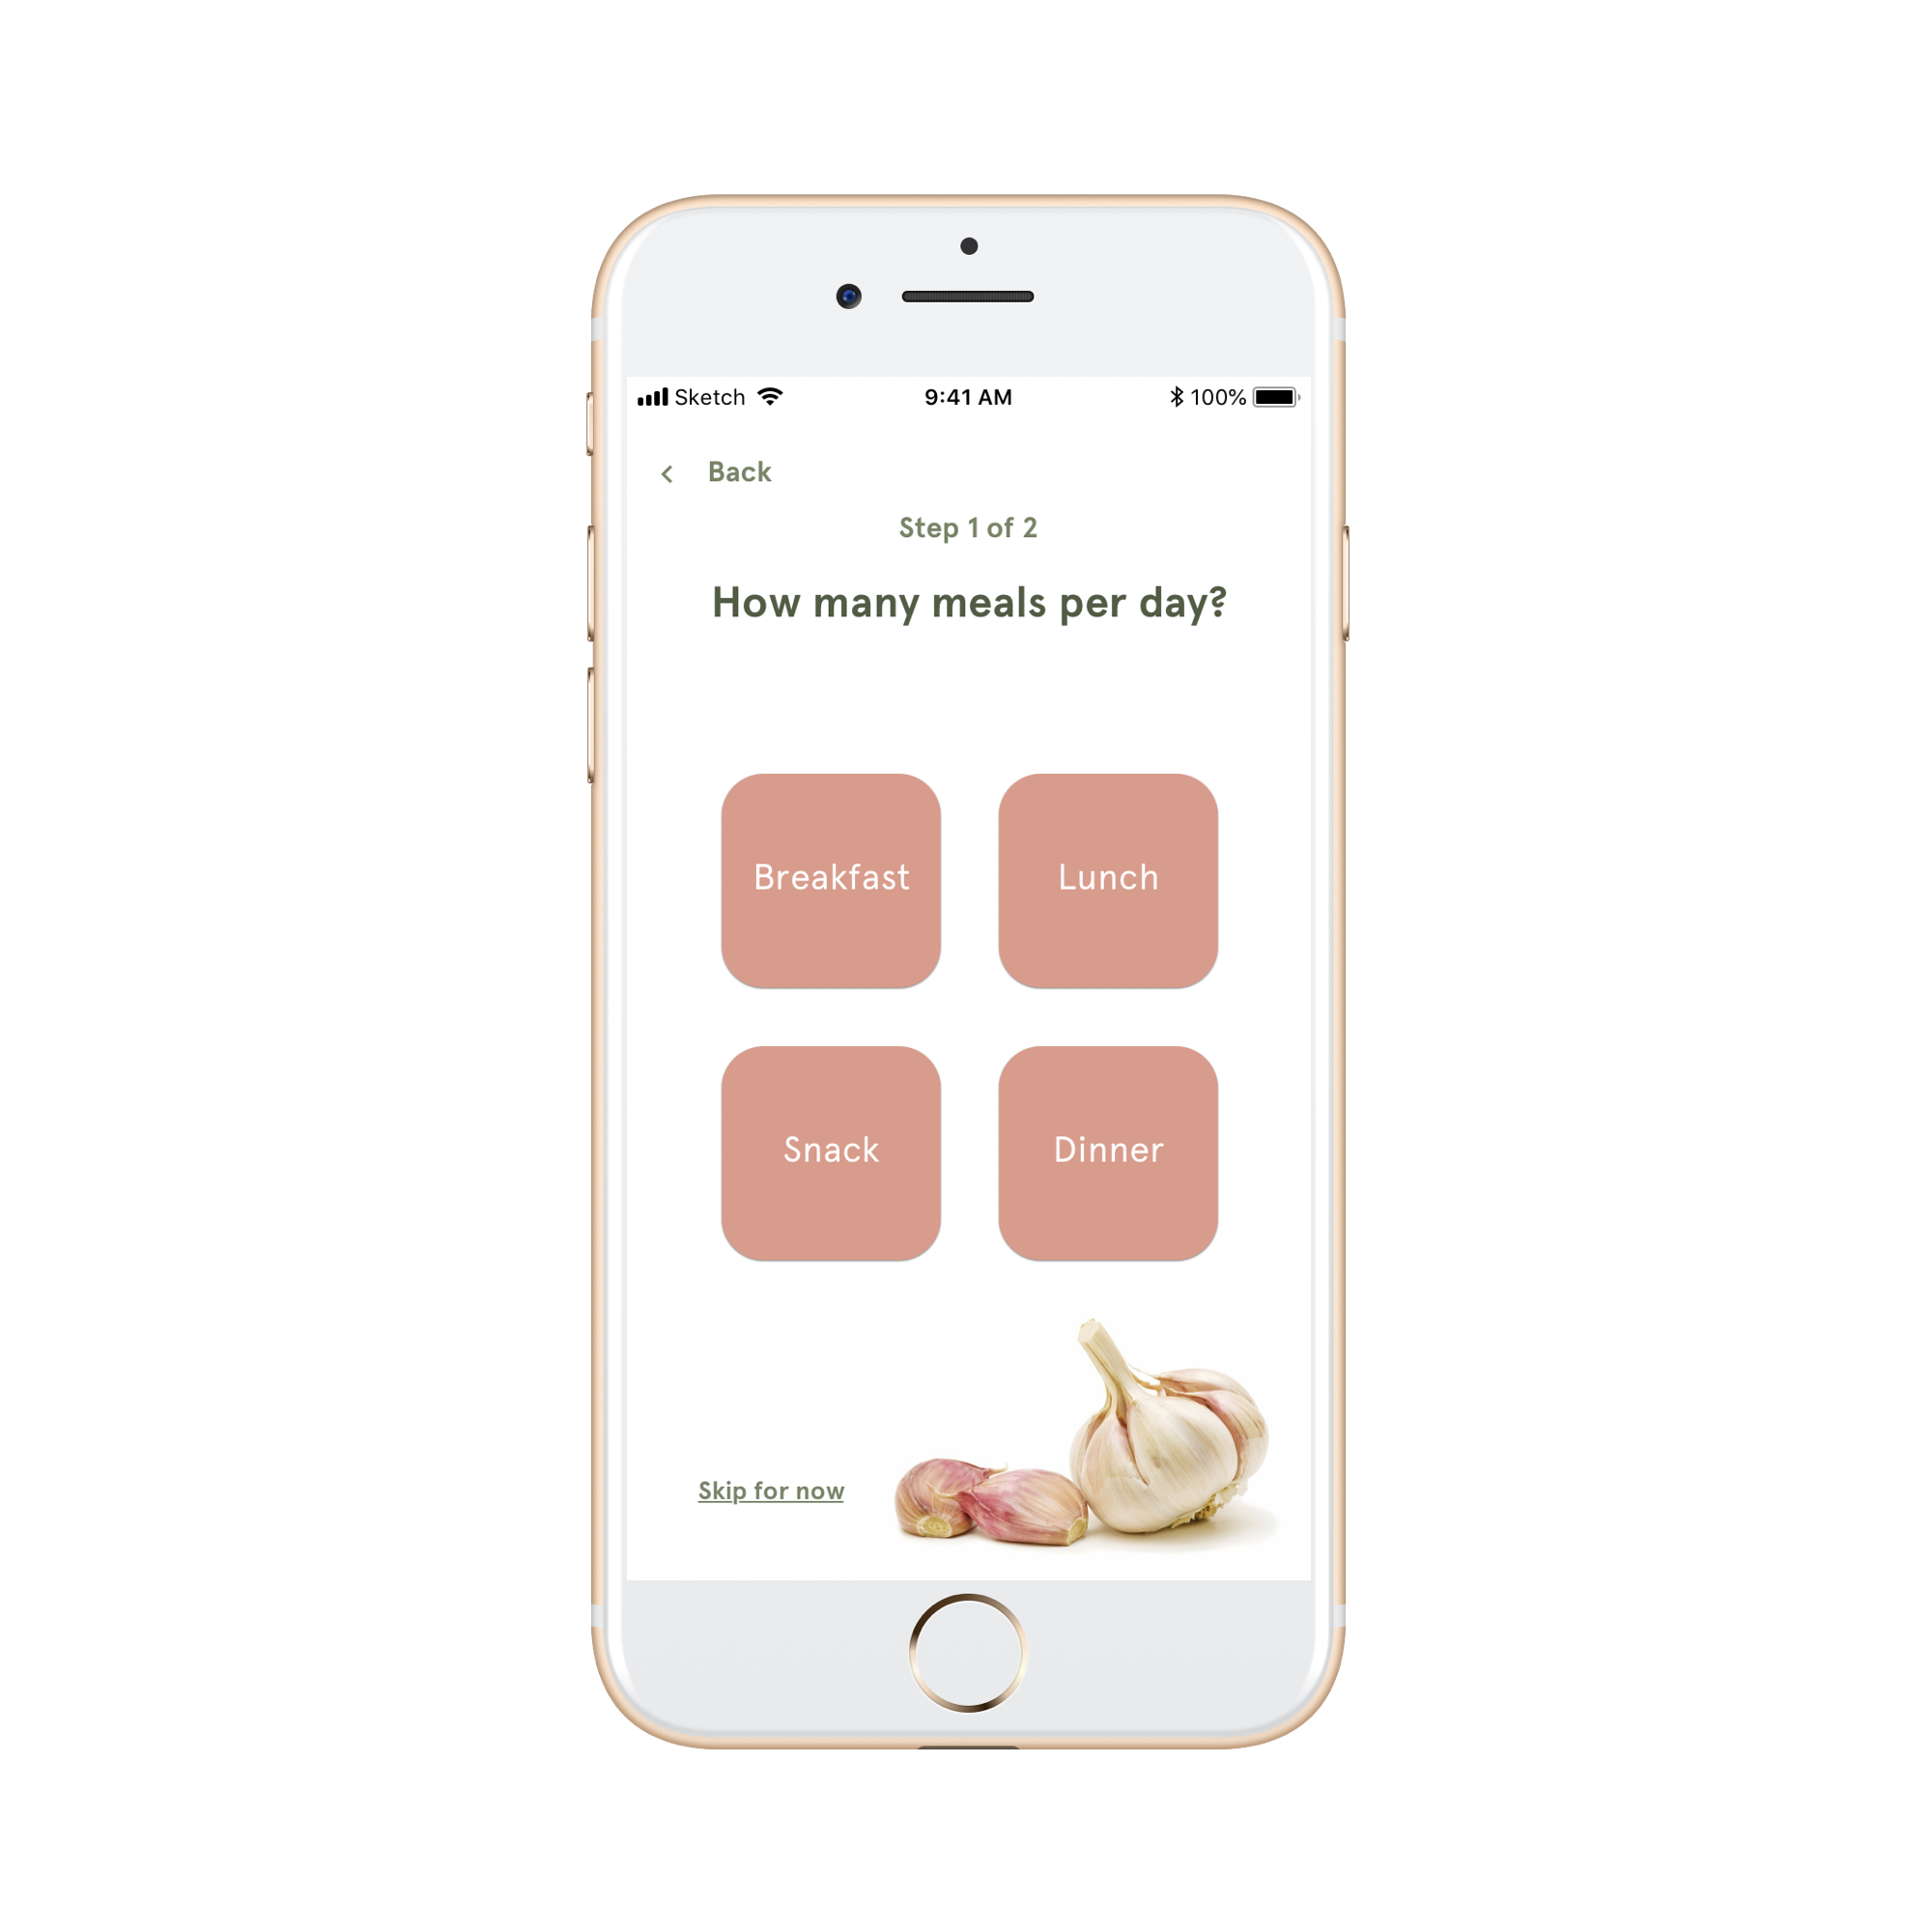 Sketch 9:41 AM 100%
Back
Step 1 of 2
How many meals per day?
Breakfast Lunch
Snack Dinner
Skip for now